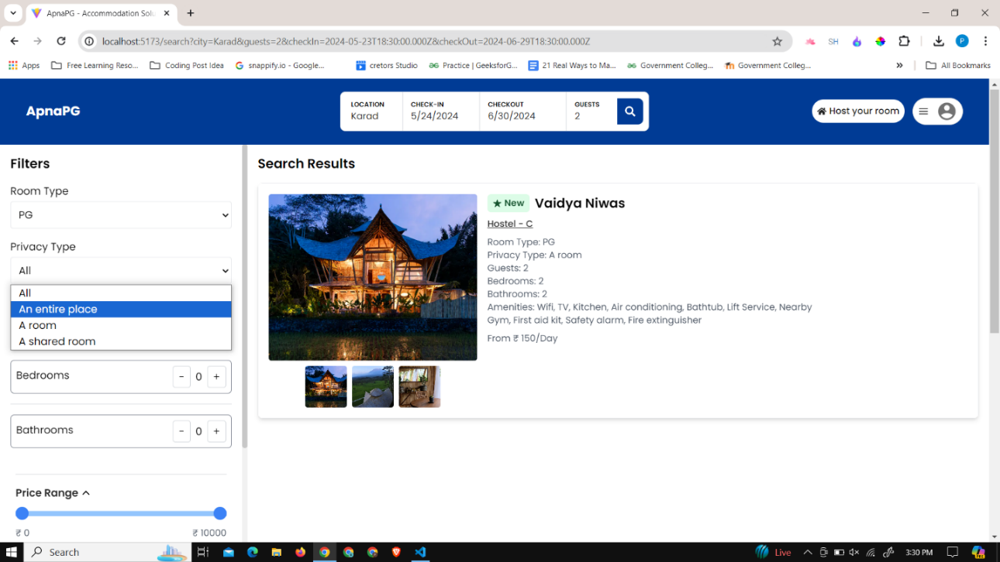 ApnaPG - Accommodation Solu
localhost:5173/search?city=Karad&guests=2&checkIn=2024-05-23T18:30:00.000Z&checkOut=2024-06-29T18:30:00.000Z
SH
P
Apps
Free Learning Reso...
Coding Post Idea
snappify.io - Google...
cretors Studio
Practice | GeeksforG...
21 Real Ways to Ma...
Government Colleg...
Government Colleg...
»
All Bookmarks
ApnaPG
LOCATION
Karad
CHECK-IN
5/24/2024
CHECKOUT
6/30/2024
GUESTS
2
Host your room
Filters
Room Type
PG
Privacy Type
All
All
An entire place
A room
A shared room
Bedrooms
- 0 +
Bathrooms
- 0 +
Price Range
₹ 0
₹ 10000
Search Results
★ New
Vaidya Niwas
Hostel - C
Room Type: PG
Privacy Type: A room
Guests: 2
Bedrooms: 2
Bathrooms: 2
Amenities: Wifi, TV, Kitchen, Air conditioning, Bathtub, Lift Service, Nearby
Gym, First aid kit, Safety alarm, Fire extinguisher
From ₹ 150/Day
Search
Live
3:30 PM